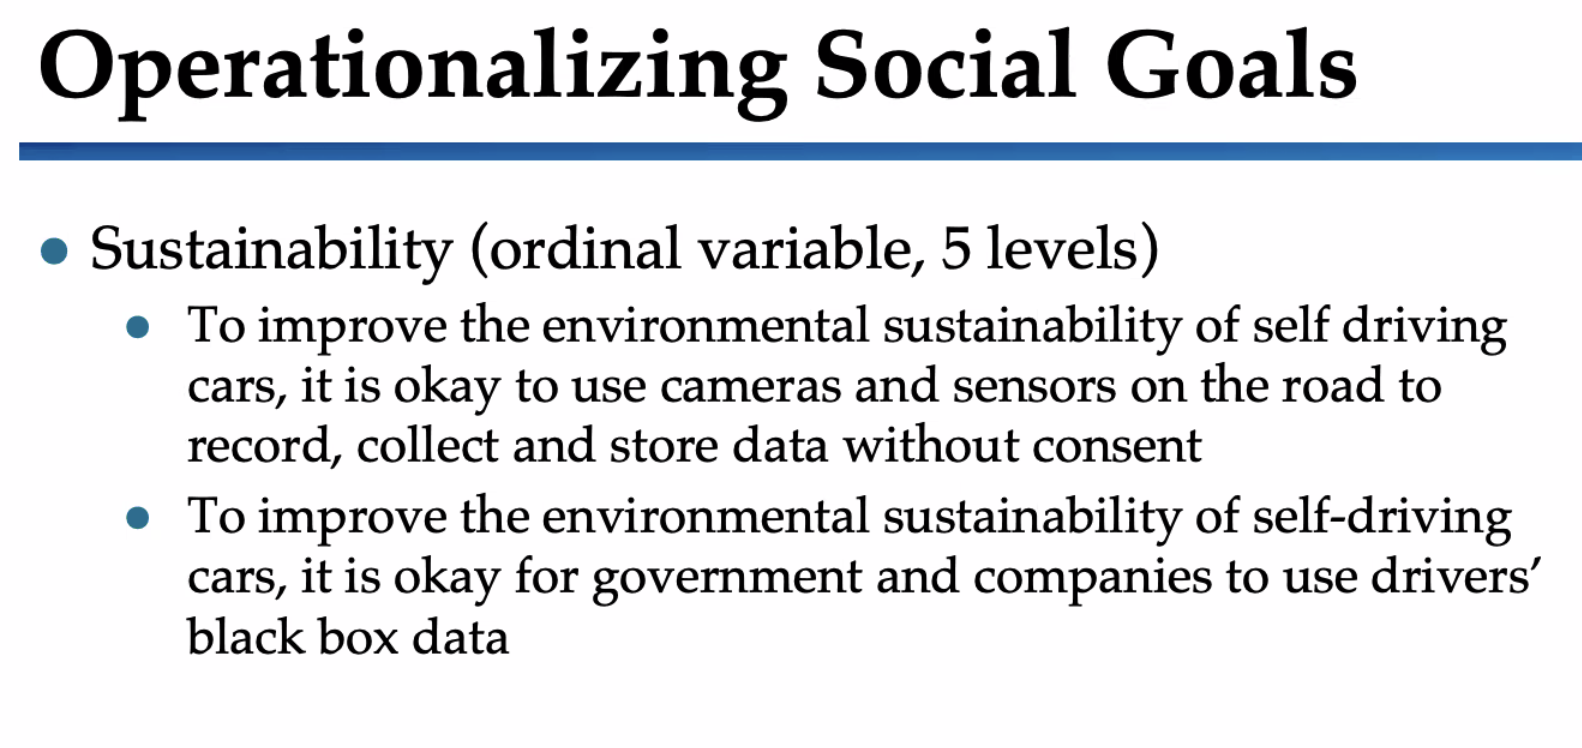 Operationalizing Social Goals
Sustainability (ordinal variable, 5 levels)
To improve the environmental sustainability of self driving
cars, it is okay to use cameras and sensors on the road to
record, collect and store data without consent
To improve the environmental sustainability of self-driving
cars, it is okay for government and companies to use drivers’
black box data